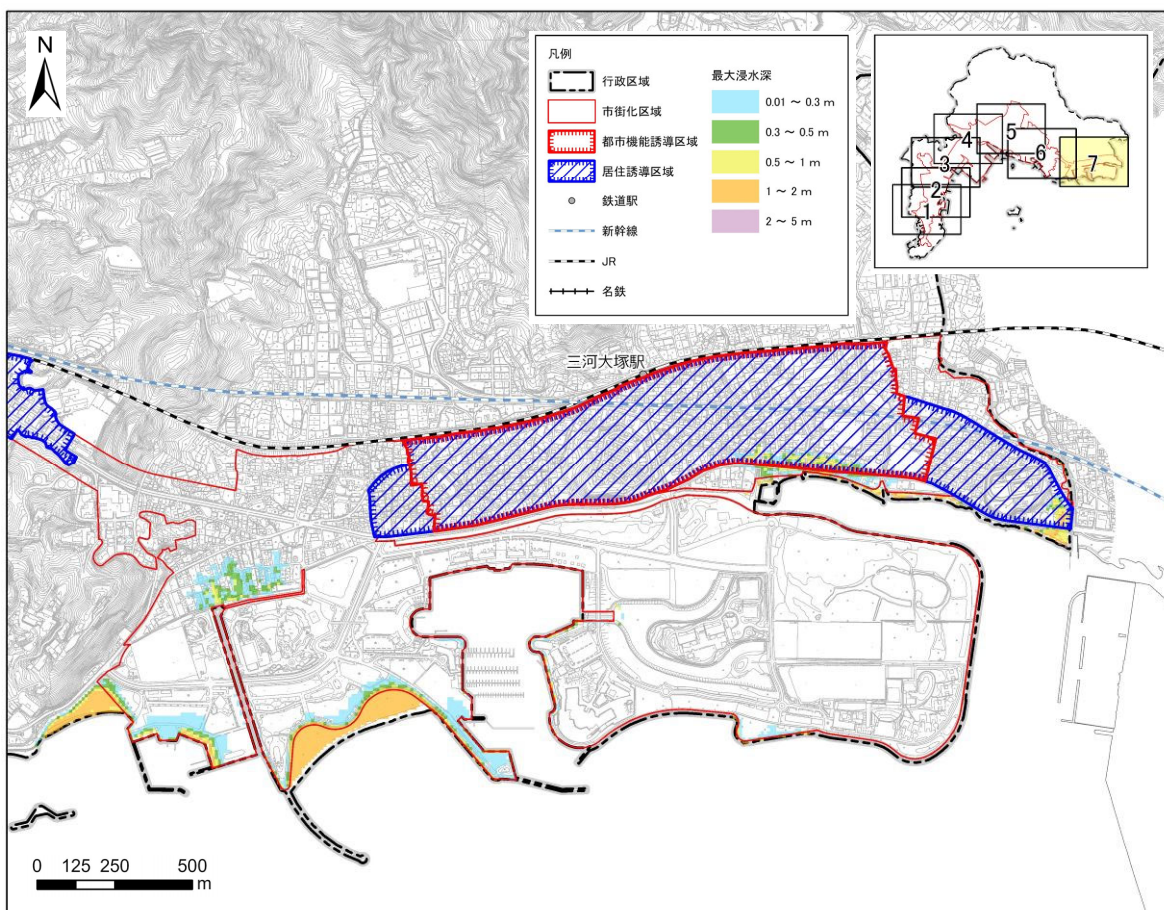 N
凡例
行政区域
市街化区域
都市機能誘導区域
居住誘導区域
鉄道駅
新幹線
JR
名鉄
最大浸水深
0.01 ~ 0.3 m
0.3 ~ 0.5 m
0.5 ~ 1 m
1 ~ 2 m
2 ~ 5 m
5
4
6
3
7
2
1
三河大塚駅
0 125 250 500
m